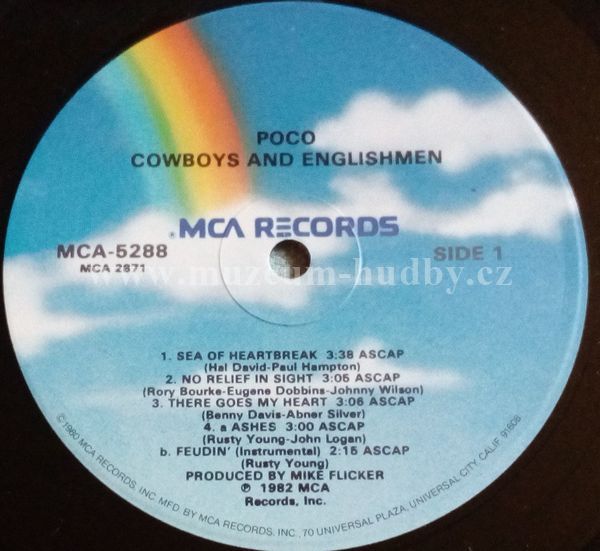 POCO
COWBOYS AND ENGLISHMEN
MCA RECORDS
MCA-5288
SIDE 1
MCA 2871
www.muzeum-hudby.cz
1. SEA OF HEARTBREAK 3:38 ASCAP
(Hal David-Paul Hampton)
2. NO RELIEF IN SIGHT 3:05 ASCAP
(Rory Bourke-Eugene Dobbins-Johnny Wilson)
3. THERE GOES MY HEART 3:06 ASCAP
(Benny Davis-Abner Silver)
4. a ASHES 3:00 ASCAP
(Rusty Young-John Logan)
b. FEUDIN' (Instrumental) 2:15 ASCAP
(Rusty Young)
PRODUCED BY MIKE FLICKER
℗ 1982 MCA
Records, Inc.
©1980 MCA RECORDS, INC. MFD. BY MCA RECORDS, INC., 70 UNIVERSAL PLAZA, UNIVERSAL CITY, CALIF. 91608